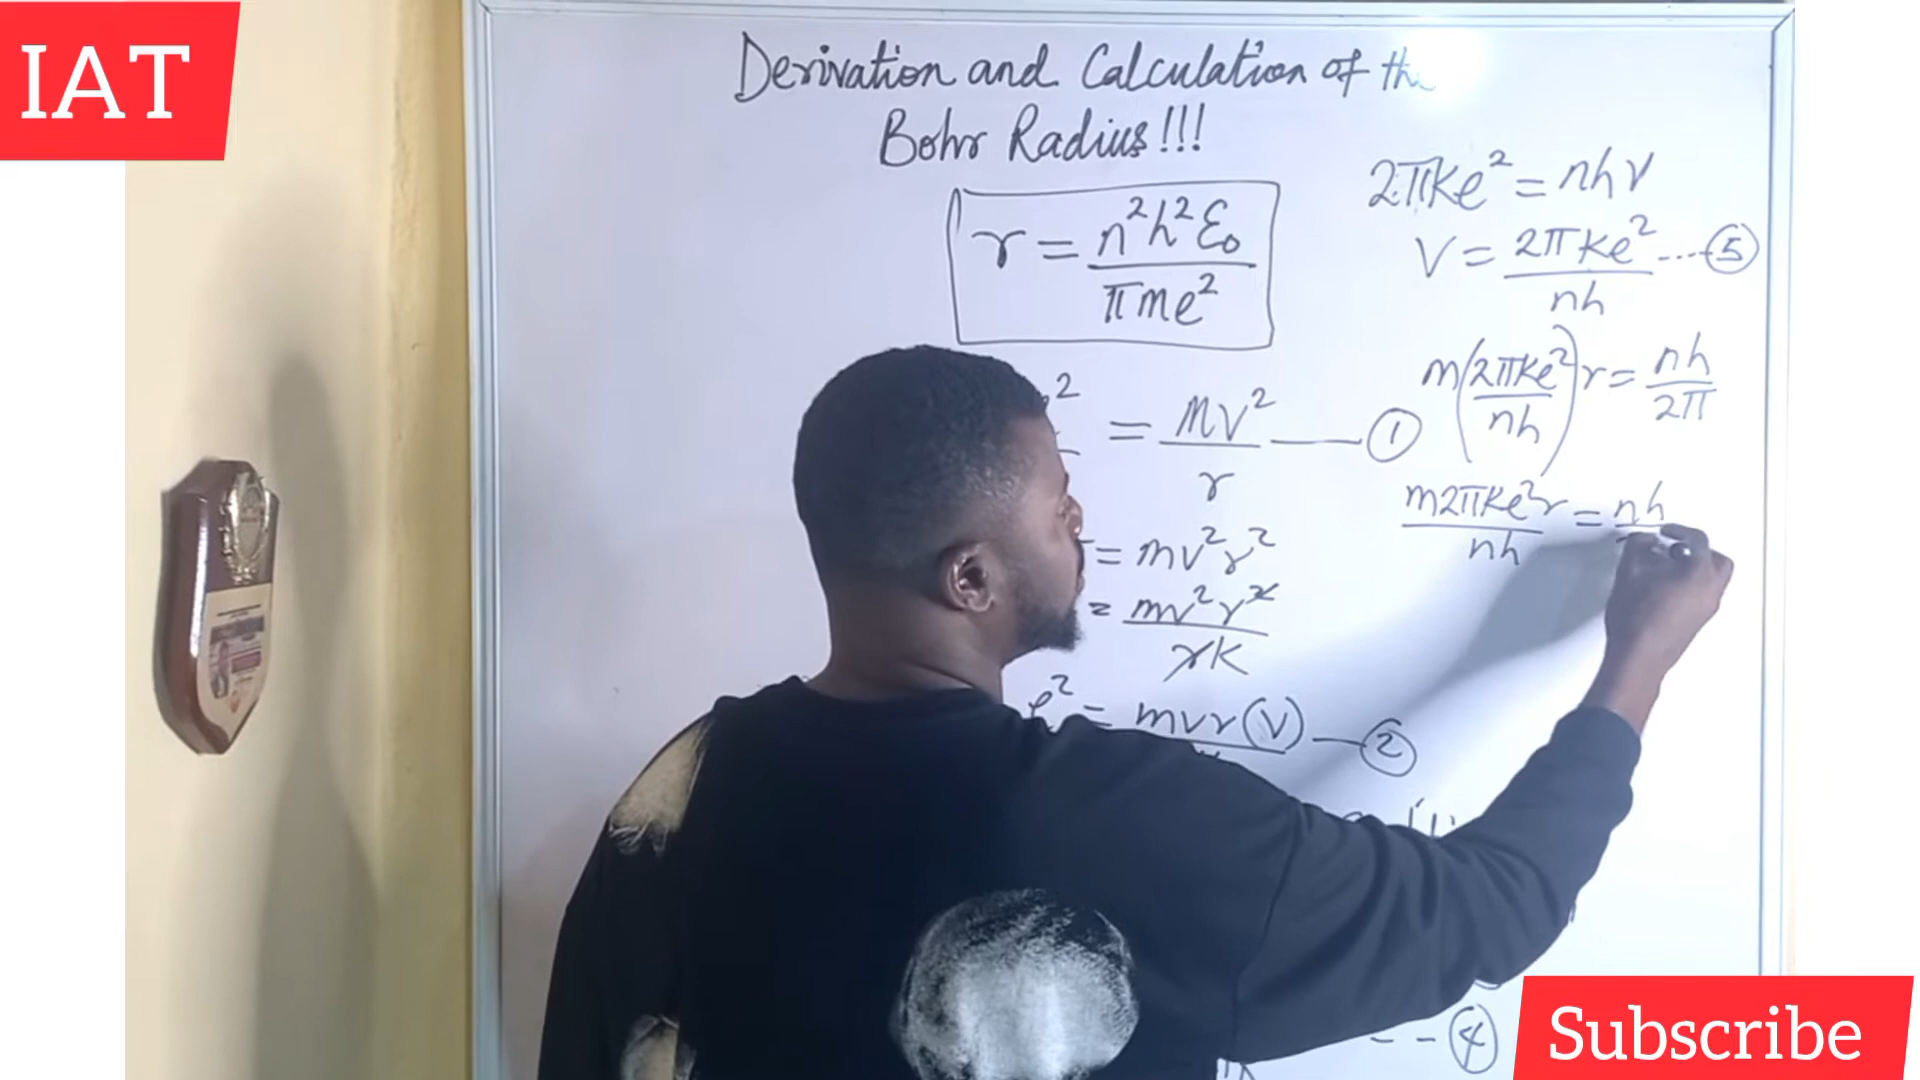 IAT
Derivation and Calculation of the
Bohr Radius!!!
r = n²h²ε₀ / πme²
2 = mv² / r —— ①
= mv²r²
= mv²r² / rk
e² = mvr(v) — ②
2πke² = nhv
v = 2πke² / nh ---- ⑤
m(2πke² / nh)r = nh / 2π
m2πke²r / nh = nh
-- ④
Subscribe